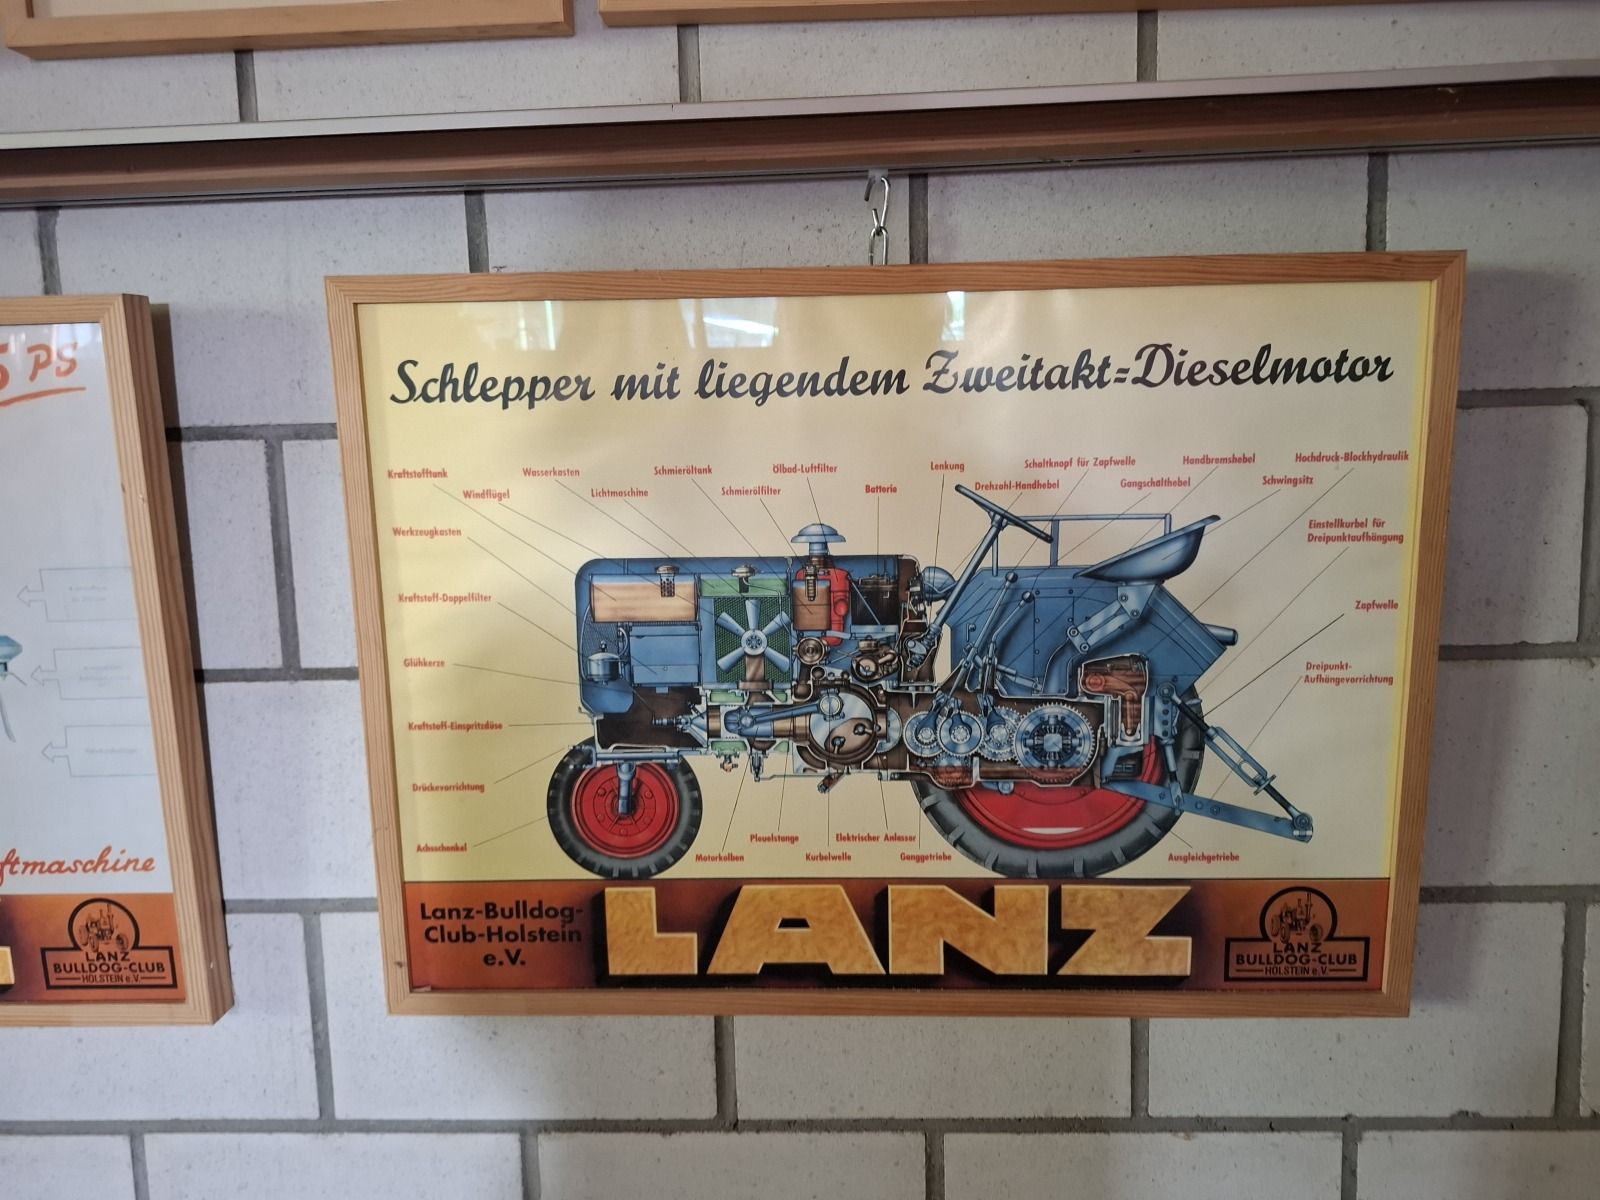 5 PS
ftmaschine
LANZ
BULLDOG-CLUB
HOLSTEIN e.V.
Schlepper mit liegendem Zweitakt=Dieselmotor
Kraftstofftank
Wasserkasten
Schmieröltank
Ölbad-Luftfilter
Lenkung
Schaltknopf für Zapfwelle
Handbremshebel
Hochdruck-Blockhydraulik
Windflügel
Lichtmaschine
Schmierölfilter
Batterie
Drehzahl-Handhebel
Gangschalthebel
Schwingsitz
Werkzeugkasten
Einstellkurbel für
Dreipunktaufhängung
Kraftstoff-Doppelfilter
Zapfwelle
Glühkerze
Dreipunkt-
Aufhängevorrichtung
Kraftstoff-Einspritzdüse
Drückevorrichtung
Achsschenkel
Pleuelstange
Elektrischer Anlasser
Motorkolben
Kurbelwelle
Ganggetriebe
Ausgleichgetriebe
Lanz-Bulldog-
Club-Holstein
e.V.
LANZ
LANZ
BULLDOG-CLUB
HOLSTEIN e.V.